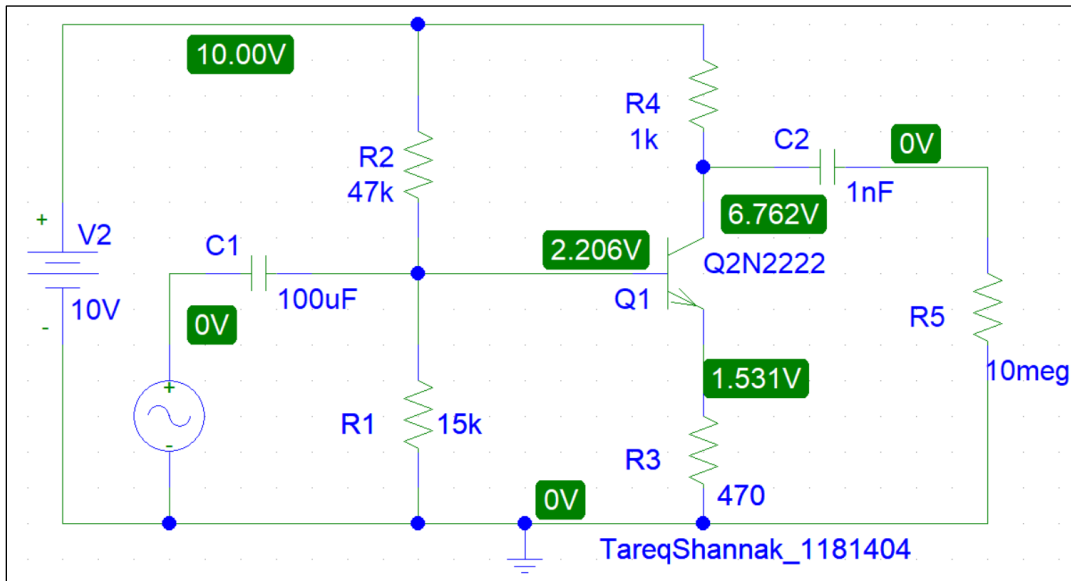 10.00V
R4
1k
C2
0V
R2
47k
1nF
+
V2
6.762V
C1
2.206V
Q2N2222
100uF
Q1
10V
0V
R5
-
1.531V
10meg
+
R1
15k
-
R3
470
0V
TareqShannak_1181404